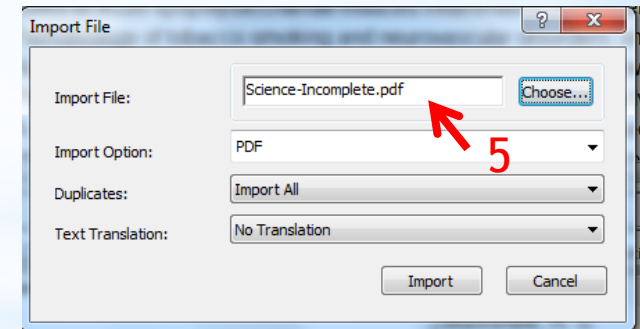 Import File
Import File:
Science-Incomplete.pdf
Choose...
Import Option:
PDF
5
Duplicates:
Import All
Text Translation:
No Translation
Import
Cancel